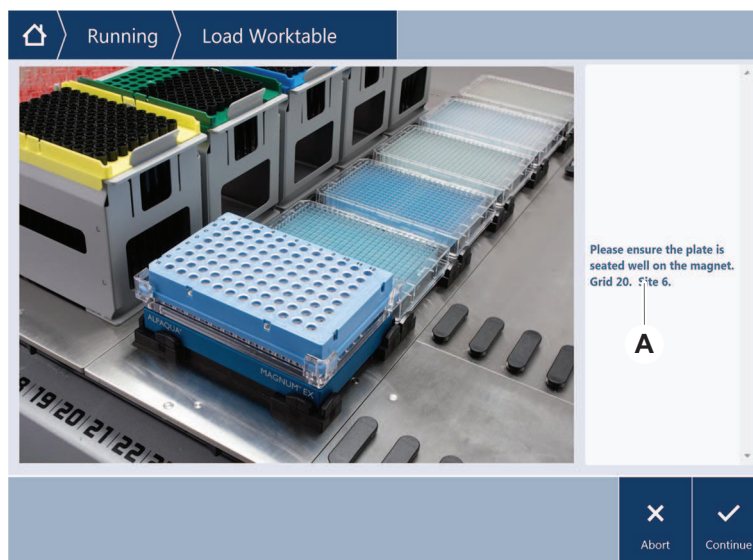 Running
Load Worktable
Please ensure the plate is
seated well on the magnet.
Grid 20. Site 6.
A
ALPAQUA®
MAGNUM® EX
19 20 21 22
Abort
Continue